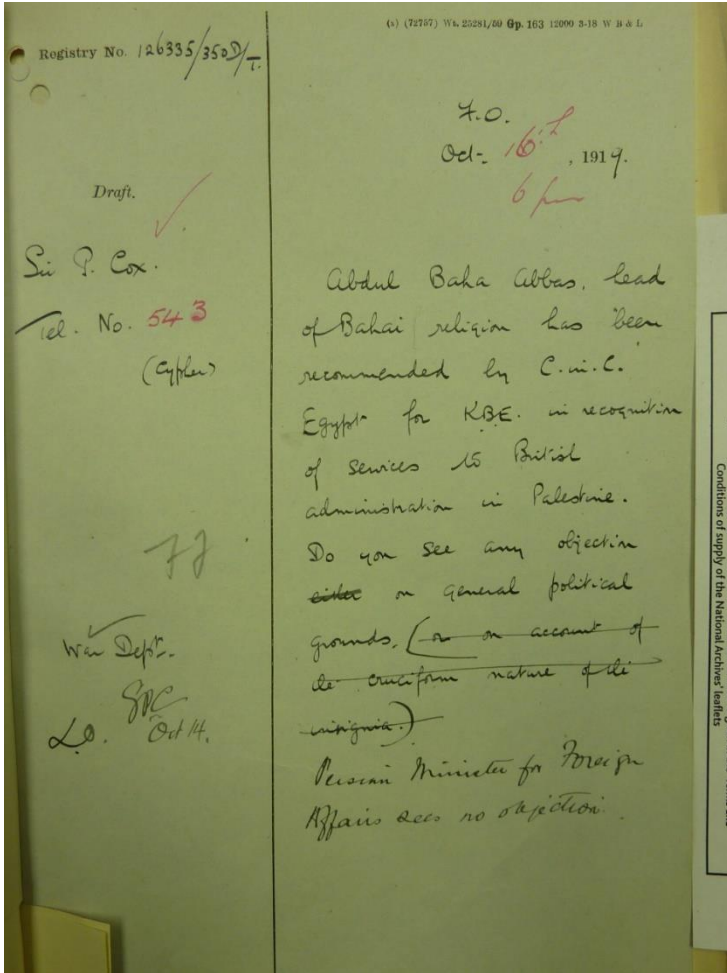 (s) (72757) Wt. 25281/59 Gp. 163 12000 3-18 W B & L
Registry No. 126335/350D/T.
F.O.
Oct- 16th, 1919.
6 pm
Draft.
Sir P. Cox.
Tel. No. 543
(Cypher)
War Dept.
Oct 14.
Abdul Baha Abbas, head
of Bahai religion has been
recommended by C.in.C.
Egypt for KBE. in recognition
of services to British
administration in Palestine.
Do you see any objection
either on general political
grounds. (or on account of
the cruciform nature of the
insignia.)
Persian Minister for Foreign
Affairs sees no objection.
Conditions of supply of the National Archives' leaflets